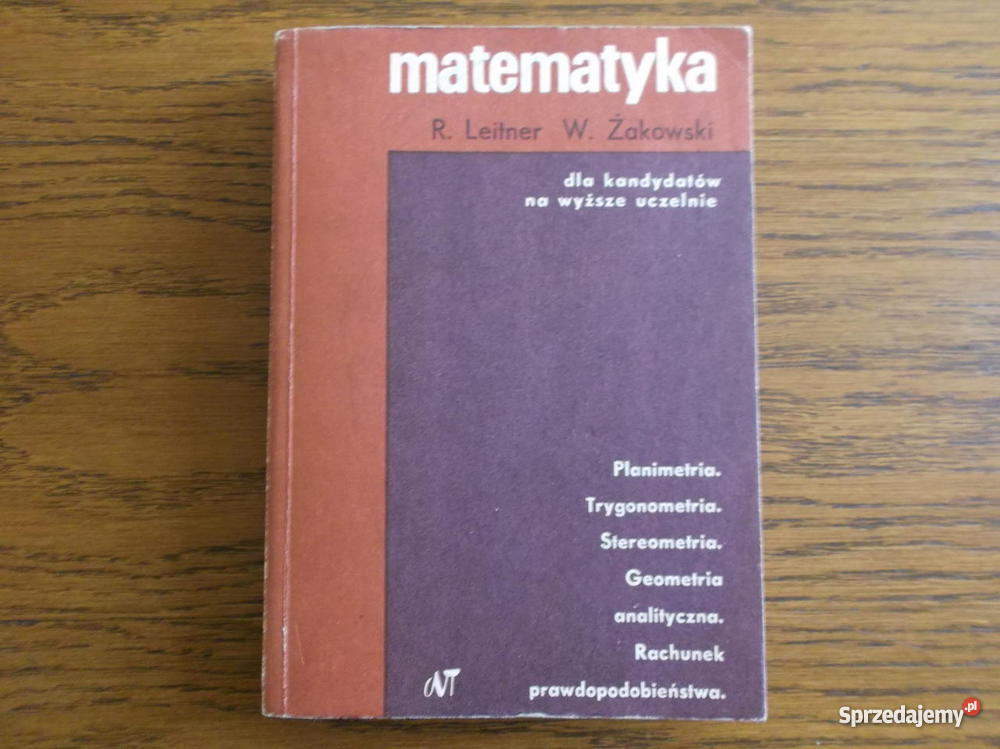 matematyka
R. Leitner W. Żakowski
dla kandydatów
na wyższe uczelnie
Planimetria.
Trygonometria.
Stereometria.
Geometria
analityczna.
Rachunek
prawdopodobieństwa.
WNT
Sprzedajemy.pl